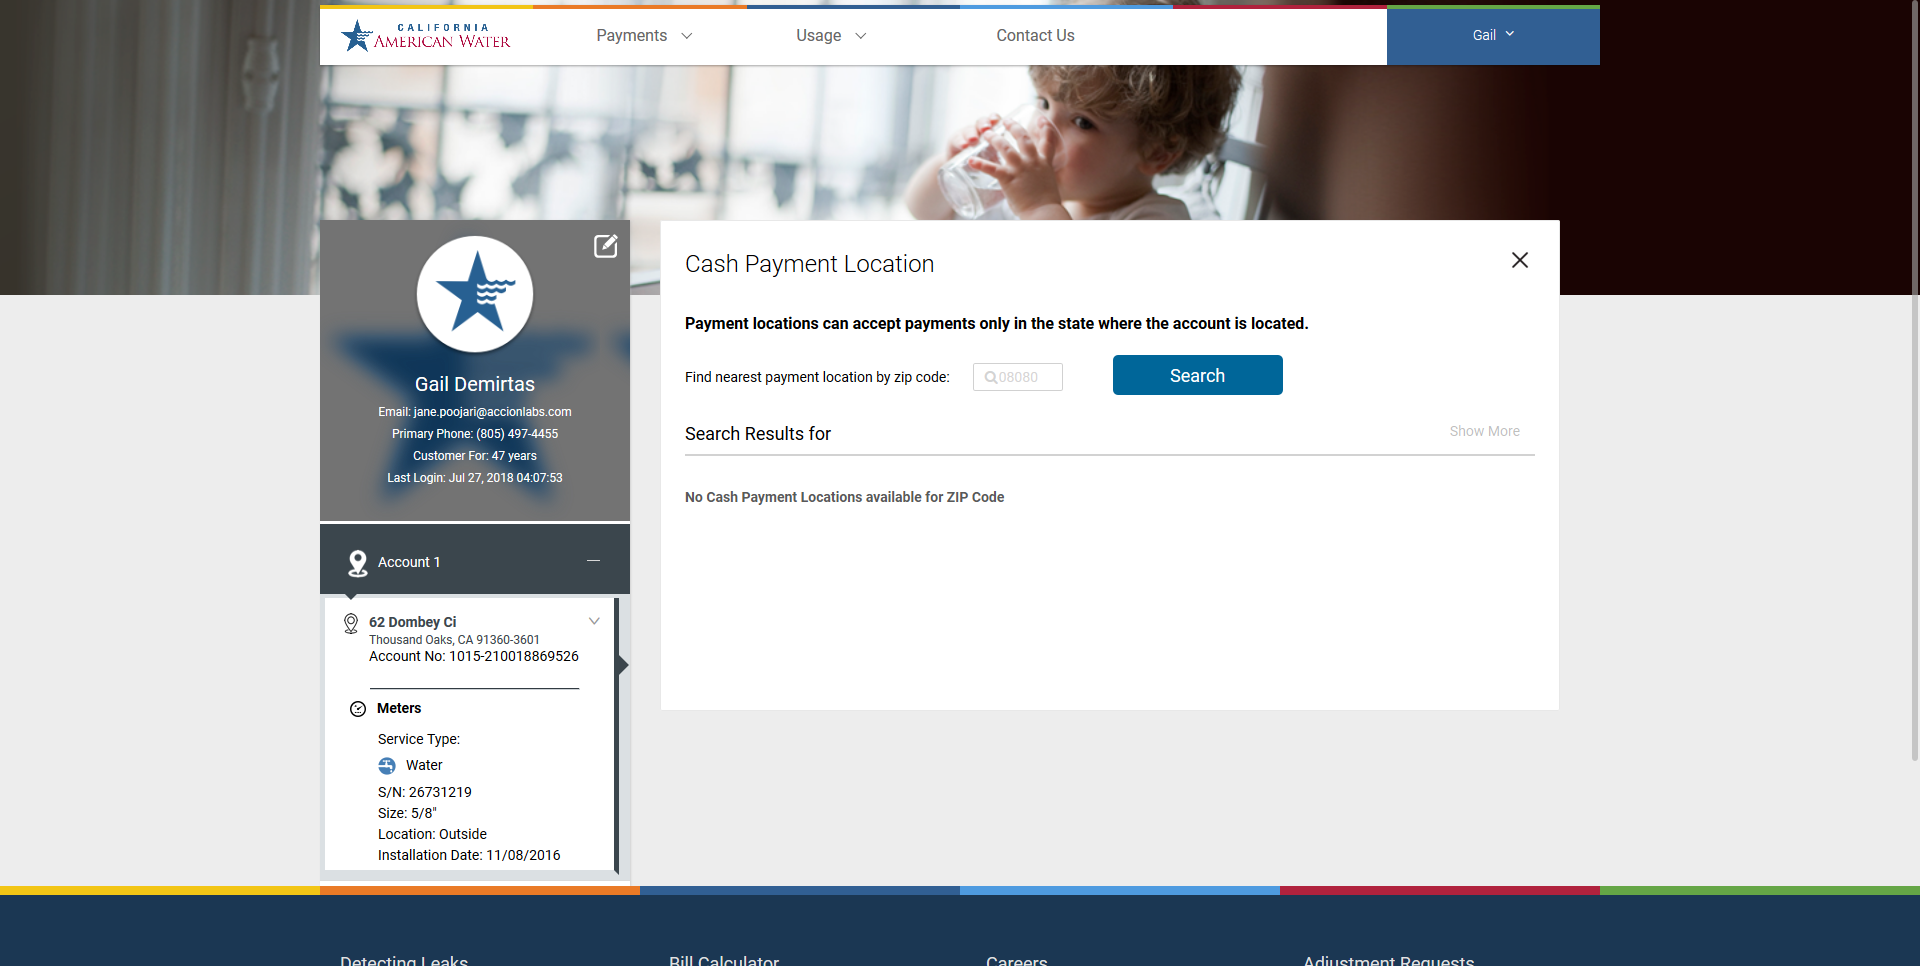 CALIFORNIA
AMERICAN WATER
Payments
Usage
Contact Us
Gail
Gail Demirtas
Email: jane.poojari@accionlabs.com
Primary Phone: (805) 497-4455
Customer For: 47 years
Last Login: Jul 27, 2018 04:07:53
Account 1
62 Dombey Ci
Thousand Oaks, CA 91360-3601
Account No: 1015-210018869526
Meters
Service Type:
Water
S/N: 26731219
Size: 5/8"
Location: Outside
Installation Date: 11/08/2016
Cash Payment Location
Payment locations can accept payments only in the state where the account is located.
Find nearest payment location by zip code: 08080 Search
Search Results for
Show More
No Cash Payment Locations available for ZIP Code
Detecting Leaks
Bill Calculator
Careers
Adjustment Requests